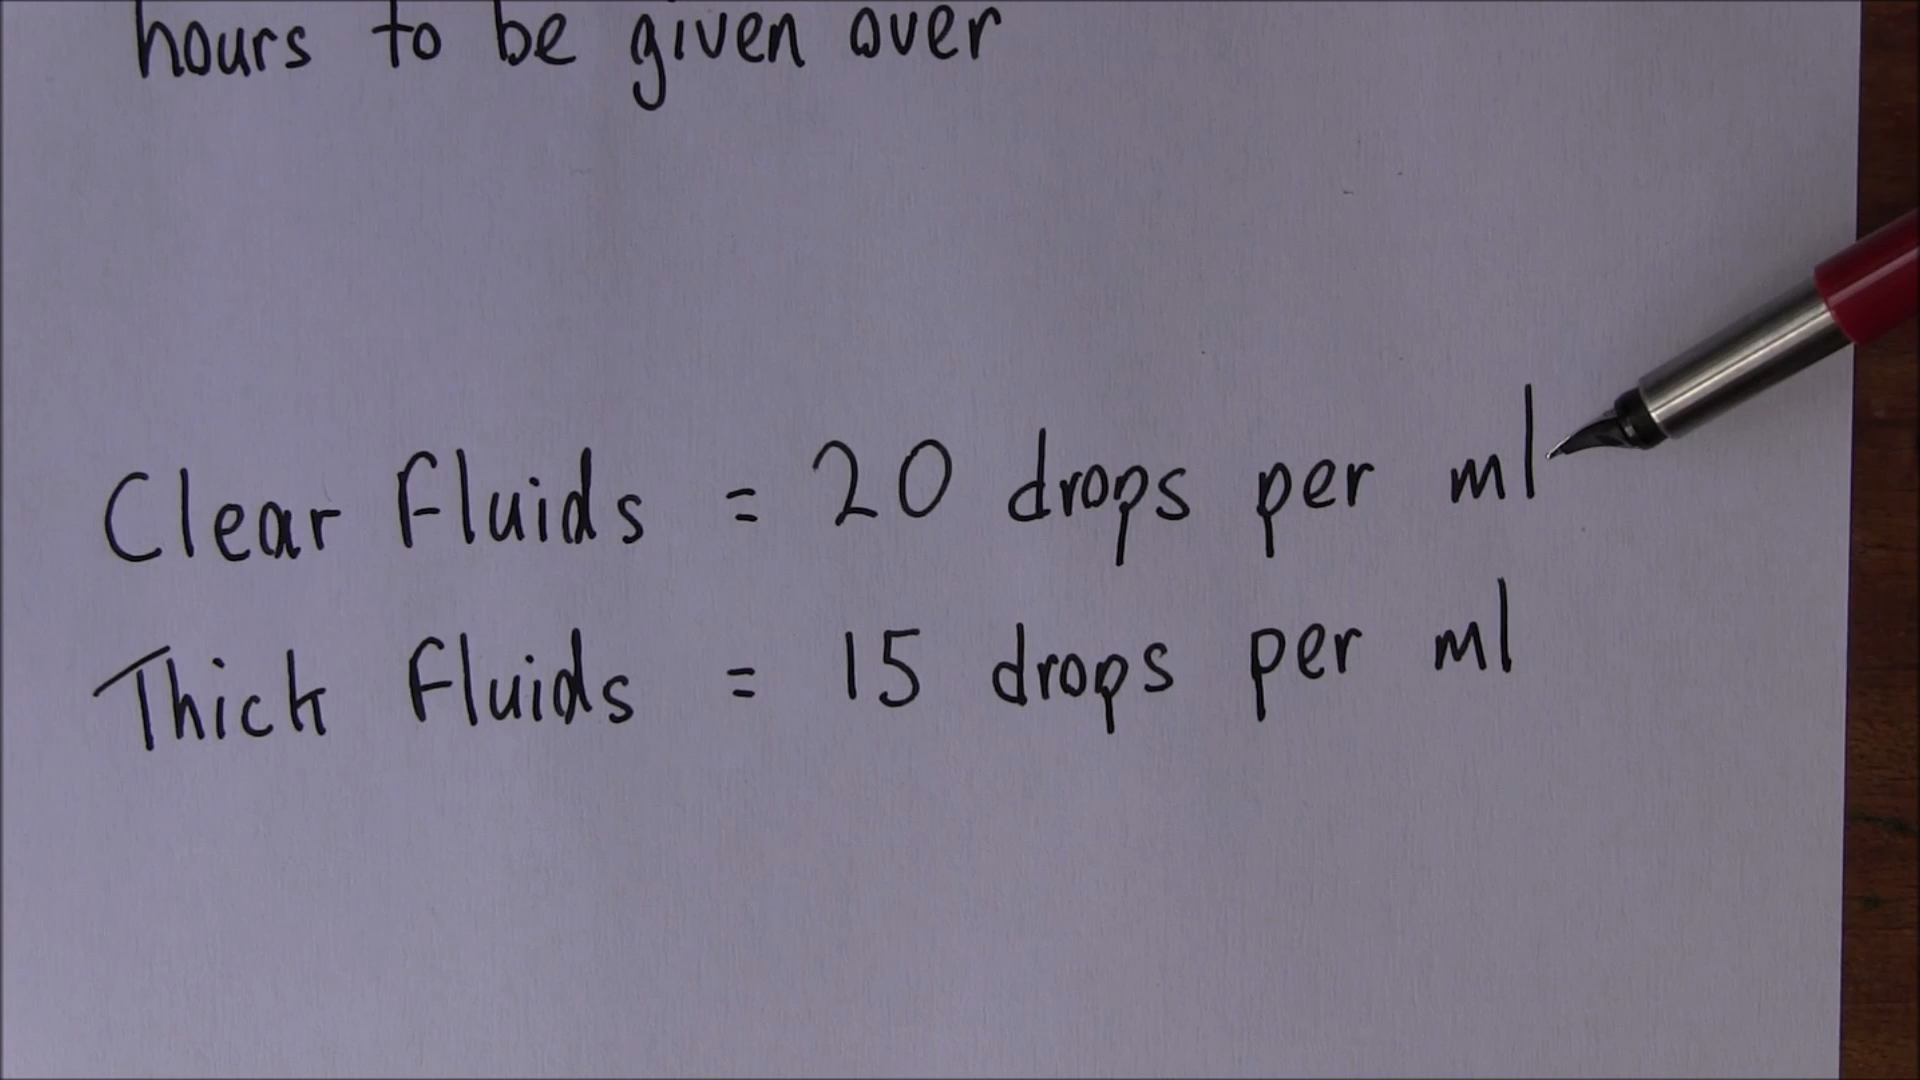 hours to be given over
Clear Fluids = 20 drops per ml
Thick Fluids = 15 drops per ml